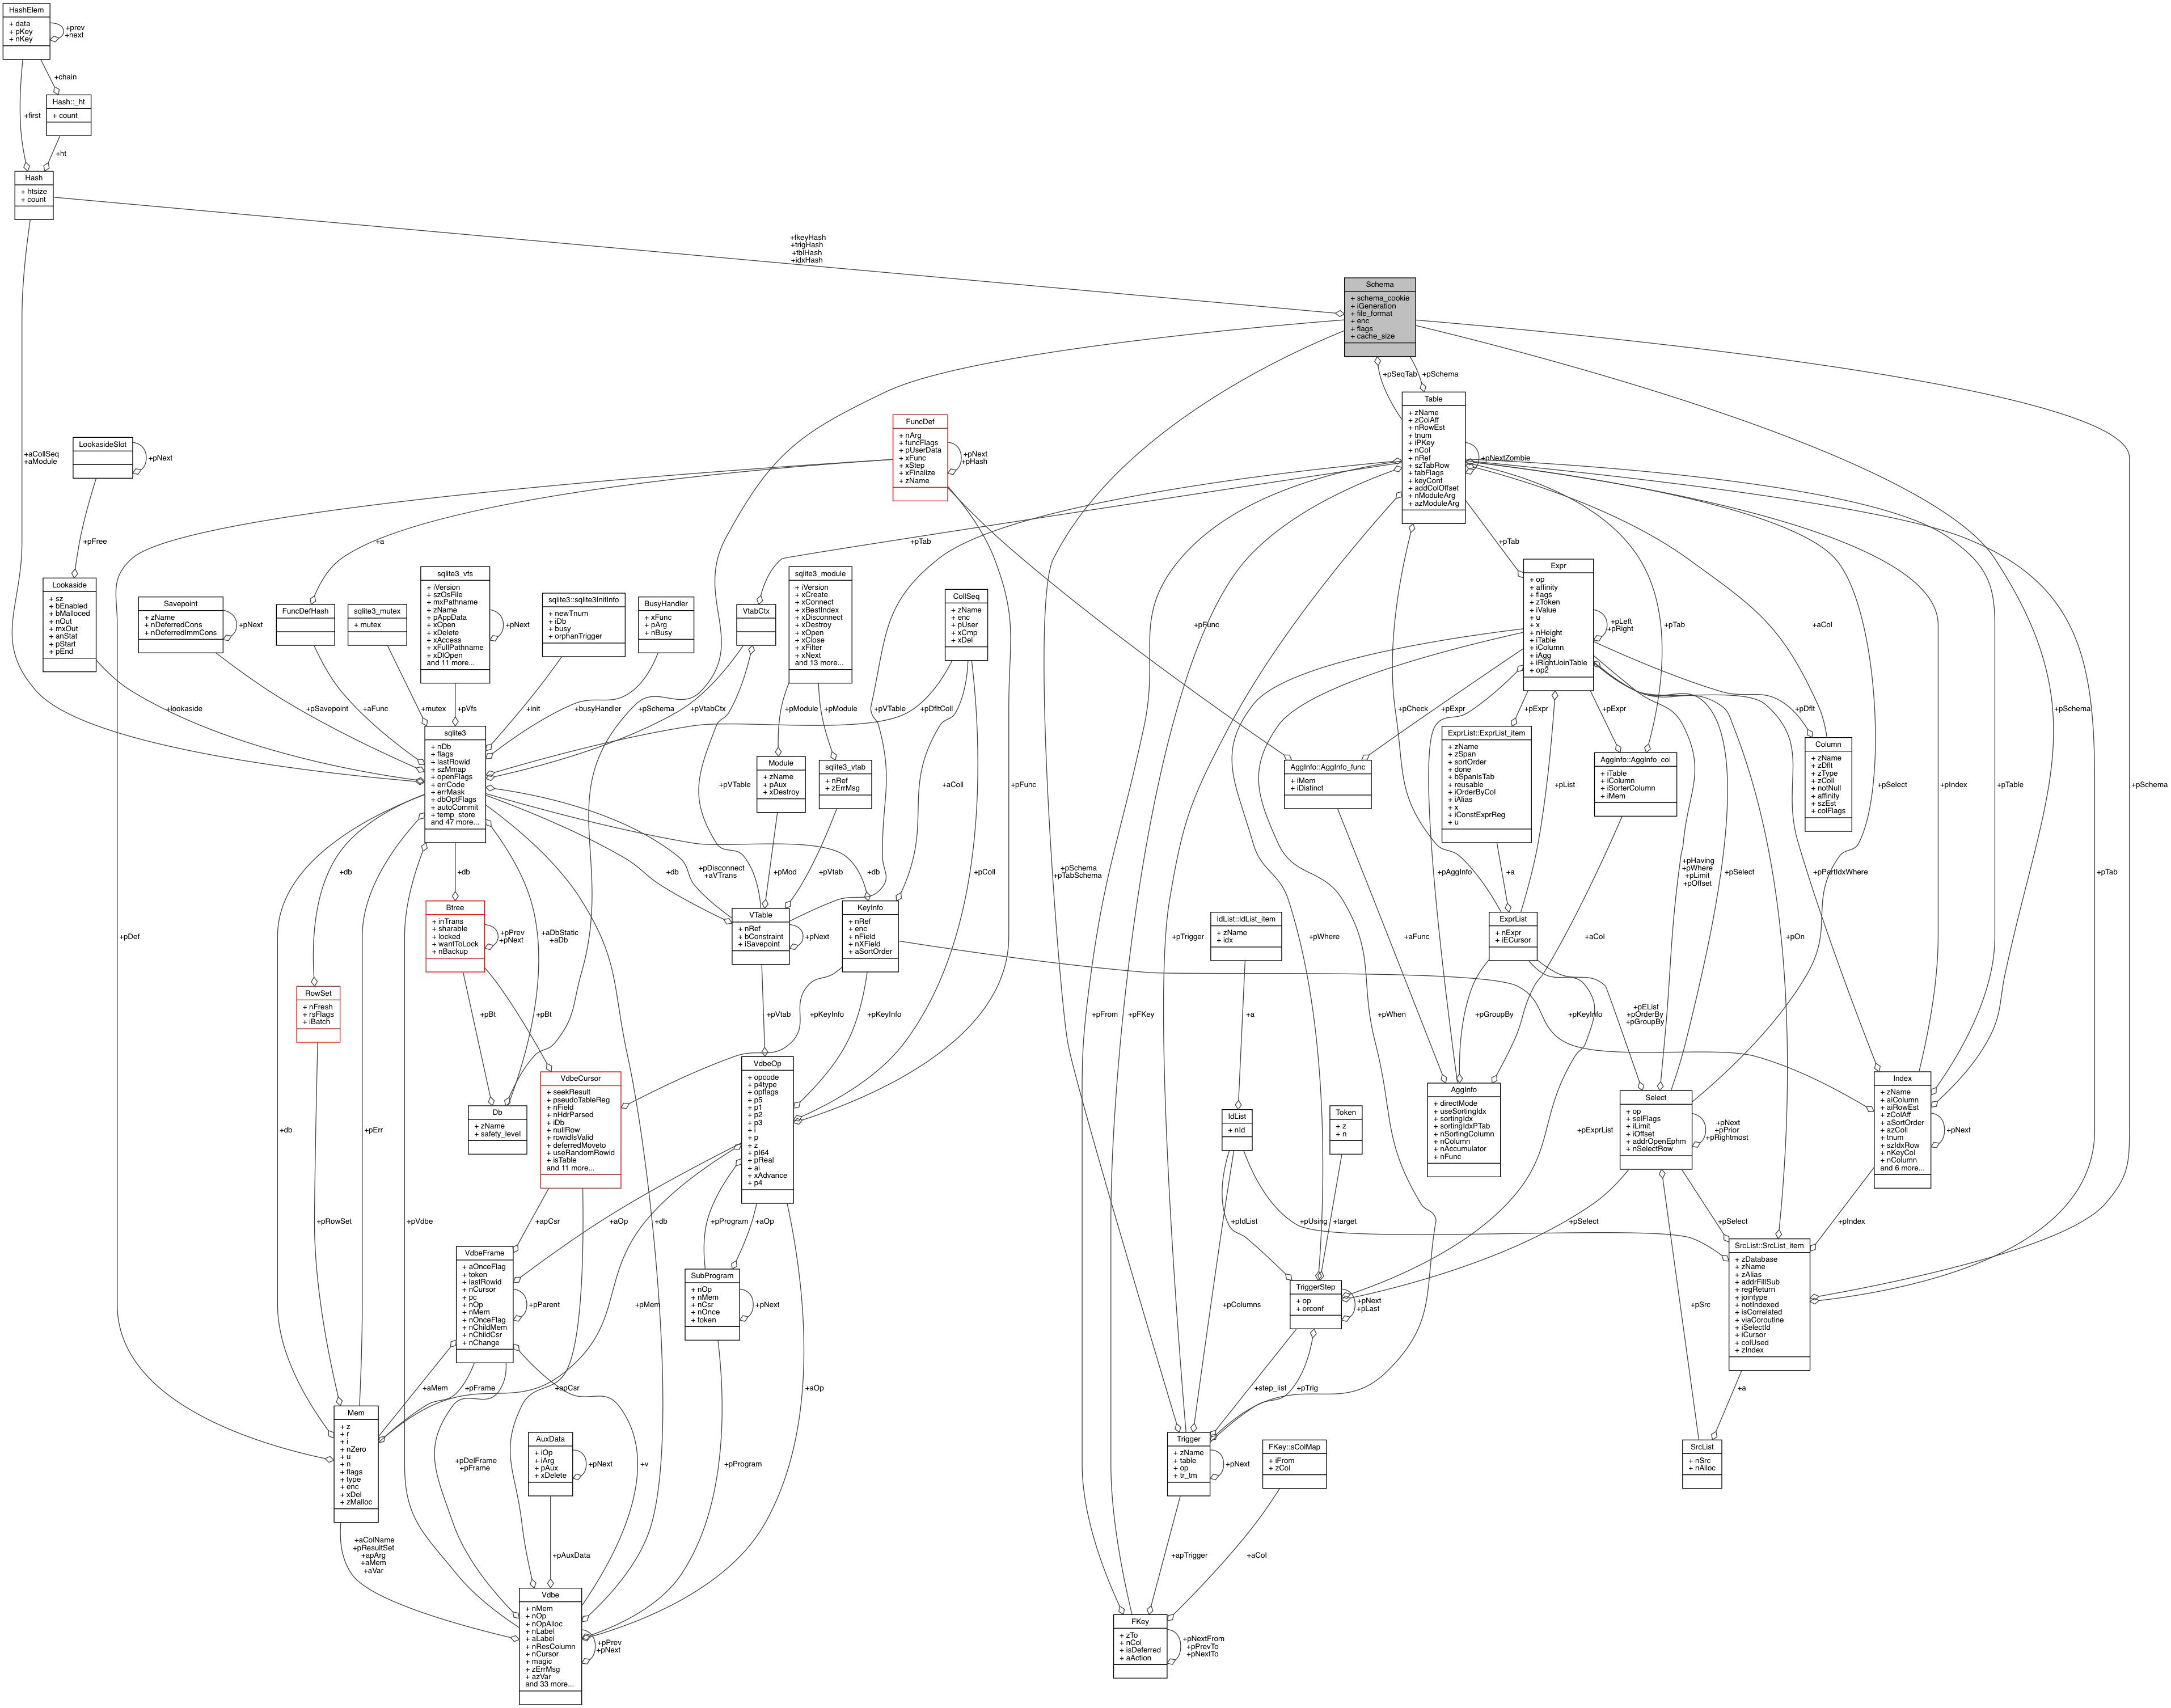 HashElem
+ data
+ pKey
+ nKey
+prev
+next
+chain
Hash::_ht
+ count
+first
+ht
Hash
+ htsize
+ count
+fkeyHash
+trigHash
+tblHash
+idxHash
Schema
+ schema_cookie
+ iGeneration
+ file_format
+ enc
+ flags
+ cache_size
+pSeqTab
+pSchema
Table
+ zName
+ zColAff
+ nRowEst
+ tnum
+ iPKey
+ nCol
+ nRef
+ szTabRow
+ tabFlags
+ keyConf
+ addColOffset
+ nModuleArg
+ azModuleArg
+pNextZombie
FuncDef
+ nArg
+ funcFlags
+ pUserData
+ xFunc
+ xStep
+ xFinalize
+ zName
+pNext
+pHash
+aCollSeq
+aModule
LookasideSlot
+pNext
+pFree
+a
+pTab
+pFunc
+pTab
+pTab
+aCol
Lookaside
+ sz
+ bEnabled
+ bMalloced
+ nOut
+ mxOut
+ anStat
+ pStart
+ pEnd
Savepoint
+ zName
+ nDeferredCons
+ nDeferredImmCons
+pNext
FuncDefHash
sqlite3_mutex
+ mutex
sqlite3_vfs
+ iVersion
+ szOsFile
+ mxPathname
+ zName
+ pAppData
+ xOpen
+ xDelete
+ xAccess
+ xFullPathname
+ xDlOpen
and 11 more...
+pNext
sqlite3::sqlite3InitInfo
+ newTnum
+ iDb
+ busy
+ orphanTrigger
BusyHandler
+ xFunc
+ pArg
+ nBusy
VtabCtx
sqlite3_module
+ iVersion
+ xCreate
+ xConnect
+ xBestIndex
+ xDisconnect
+ xDestroy
+ xOpen
+ xClose
+ xFilter
+ xNext
and 13 more...
CollSeq
+ zName
+ enc
+ pUser
+ xCmp
+ xDel
Expr
+ op
+ affinity
+ flags
+ zToken
+ iValue
+ u
+ x
+ nHeight
+ iTable
+ iColumn
+ iAgg
+ iRightJoinTable
+ op2
+pLeft
+pRight
+lookaside
+pSavepoint
+aFunc
+mutex
+pVfs
+init
+busyHandler
+pSchema
+pVtabCtx
+pModule
+pModule
+pVTable
+pDfltColl
+pCheck
+pExpr
+pExpr
+pExpr
+pDflt
+pSchema
sqlite3
+ nDb
+ flags
+ lastRowid
+ szMmap
+ openFlags
+ errCode
+ errMask
+ dbOptFlags
+ autoCommit
+ temp_store
and 47 more...
Module
+ zName
+ pAux
+ xDestroy
sqlite3_vtab
+ nRef
+ zErrMsg
AggInfo::AggInfo_func
+ iMem
+ iDistinct
ExprList::ExprList_item
+ zName
+ zSpan
+ sortOrder
+ done
+ bSpanIsTab
+ reusable
+ iOrderByCol
+ iAlias
+ x
+ iConstExprReg
+ u
AggInfo::AggInfo_col
+ iTable
+ iColumn
+ iSorterColumn
+ iMem
Column
+ zName
+ zDflt
+ zType
+ zColl
+ notNull
+ affinity
+ szEst
+ colFlags
+pVTable
+aColl
+pFunc
+pList
+pSelect
+pIndex
+pTable
+pSchema
+db
+db
+aDbStatic
+aDb
+db
+pDisconnect
+aVTrans
+pMod
+pVtab
+db
+pColl
+pSchema
+pTabSchema
+pAggInfo
+a
+pHaving
+pWhere
+pLimit
+pOffset
+pSelect
+pPartIdxWhere
+pTab
Btree
+ inTrans
+ sharable
+ locked
+ wantToLock
+ nBackup
+pPrev
+pNext
VTable
+ nRef
+ bConstraint
+ iSavepoint
+pNext
KeyInfo
+ nRef
+ enc
+ nField
+ nXField
+ aSortOrder
IdList::IdList_item
+ zName
+ idx
ExprList
+ nExpr
+ iECursor
+pDef
+pTrigger
+pWhere
+aFunc
+aCol
+pOn
RowSet
+ nFresh
+ rsFlags
+ iBatch
+pBt
+pBt
+pVtab
+pKeyInfo
+pKeyInfo
+pFrom
+pFKey
+a
+pWhen
+pGroupBy
+pKeyInfo
+pEList
+pOrderBy
+pGroupBy
VdbeOp
+ opcode
+ p4type
+ opflags
+ p5
+ p1
+ p2
+ p3
+ i
+ p
+ z
+ pI64
+ pReal
+ ai
+ xAdvance
+ p4
Db
+ zName
+ safety_level
VdbeCursor
+ seekResult
+ pseudoTableReg
+ nField
+ nHdrParsed
+ iDb
+ nullRow
+ rowidIsValid
+ deferredMoveto
+ useRandomRowid
+ isTable
and 11 more...
IdList
+ nId
Token
+ z
+ n
AggInfo
+ directMode
+ useSortingIdx
+ sortingIdx
+ sortingIdxPTab
+ nSortingColumn
+ nColumn
+ nAccumulator
+ nFunc
Select
+ op
+ selFlags
+ iLimit
+ iOffset
+ addrOpenEphm
+ nSelectRow
+pNext
+pPrior
+pRightmost
Index
+ zName
+ aiColumn
+ aiRowEst
+ zColAff
+ aSortOrder
+ azColl
+ tnum
+ szIdxRow
+ nKeyCol
+ nColumn
and 6 more...
+pNext
+db
+pErr
+pExprList
+pRowSet
+pVdbe
+apCsr
+aOp
+db
+pProgram
+aOp
+pIdList
+target
+pUsing
+pSelect
+pSelect
+pIndex
VdbeFrame
+ aOnceFlag
+ token
+ lastRowid
+ nCursor
+ pc
+ nOp
+ nMem
+ nOnceFlag
+ nChildMem
+ nChildCsr
+ nChange
+pParent
SubProgram
+ nOp
+ nMem
+ nCsr
+ nOnce
+ token
+pNext
+pMem
TriggerStep
+ op
+ orconf
+pNext
+pLast
SrcList::SrcList_item
+ zDatabase
+ zName
+ zAlias
+ addrFillSub
+ regReturn
+ jointype
+ notIndexed
+ isCorrelated
+ viaCoroutine
+ iSelectId
+ iCursor
+ colUsed
+ zIndex
+pColumns
+pSrc
+aMem
+pFrame
+apCsr
+aOp
+step_list
+pTrig
+a
Mem
+ z
+ r
+ i
+ nZero
+ u
+ n
+ flags
+ type
+ enc
+ xDel
+ zMalloc
AuxData
+ iOp
+ iArg
+ pAux
+ xDelete
+pNext
+pDelFrame
+pFrame
+v
+pProgram
Trigger
+ zName
+ table
+ op
+ tr_tm
+pNext
FKey::sColMap
+ iFrom
+ zCol
SrcList
+ nSrc
+ nAlloc
+aColName
+pResultSet
+apArg
+aMem
+aVar
+pAuxData
+apTrigger
+aCol
Vdbe
+ nMem
+ nOp
+ nOpAlloc
+ nLabel
+ aLabel
+ nResColumn
+ nCursor
+ magic
+ zErrMsg
+ azVar
and 33 more...
+pPrev
+pNext
FKey
+ zTo
+ nCol
+ isDeferred
+ aAction
+pNextFrom
+pPrevTo
+pNextTo